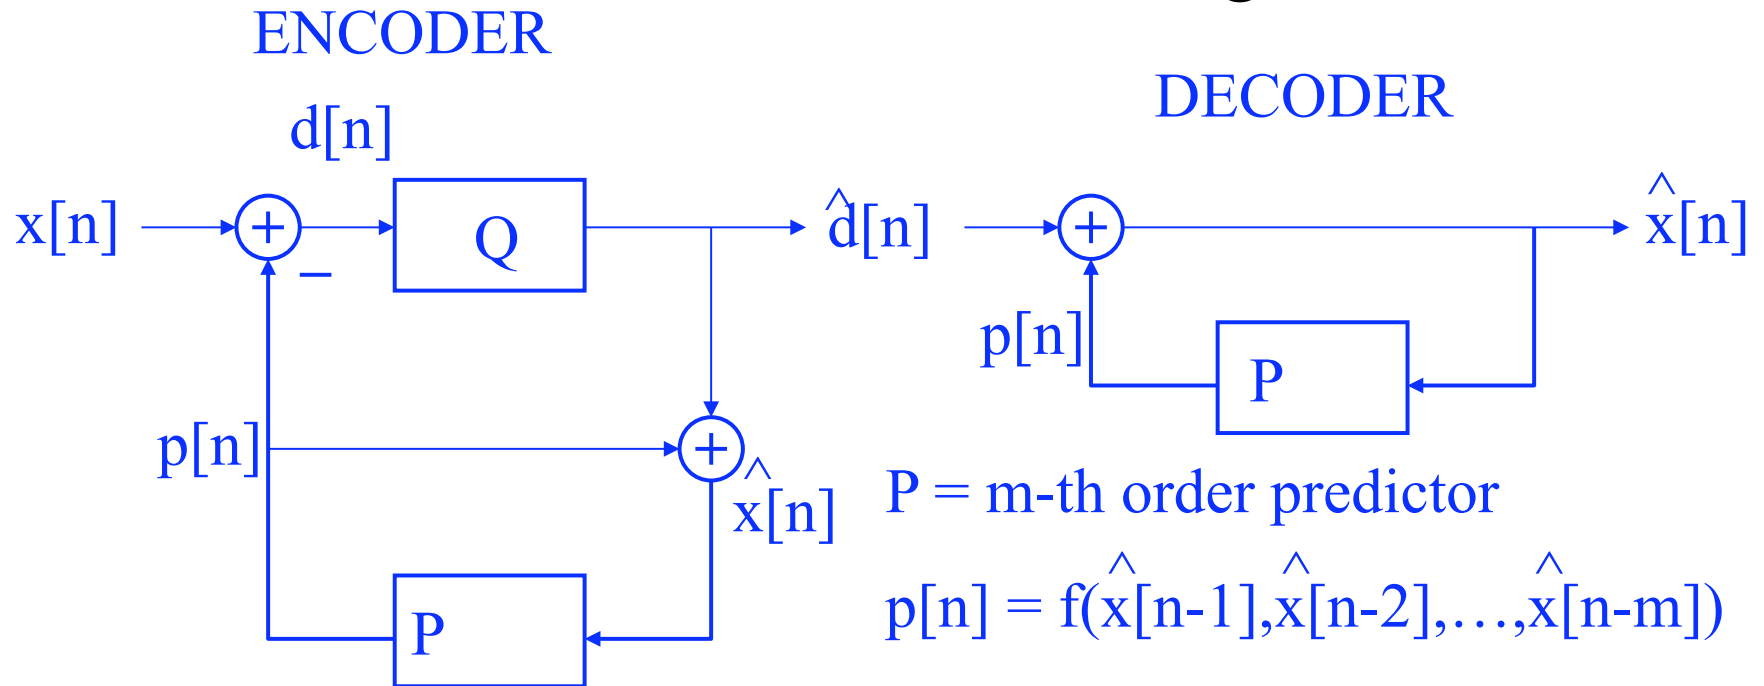 ENCODER
DECODER
d[n]
x[n]
+
−
Q
d̂[n]
+
x̂[n]
p[n]
P
p[n]
+
x̂[n]
P
P = m-th order predictor
p[n] = f(x̂[n-1],x̂[n-2],…,x̂[n-m])